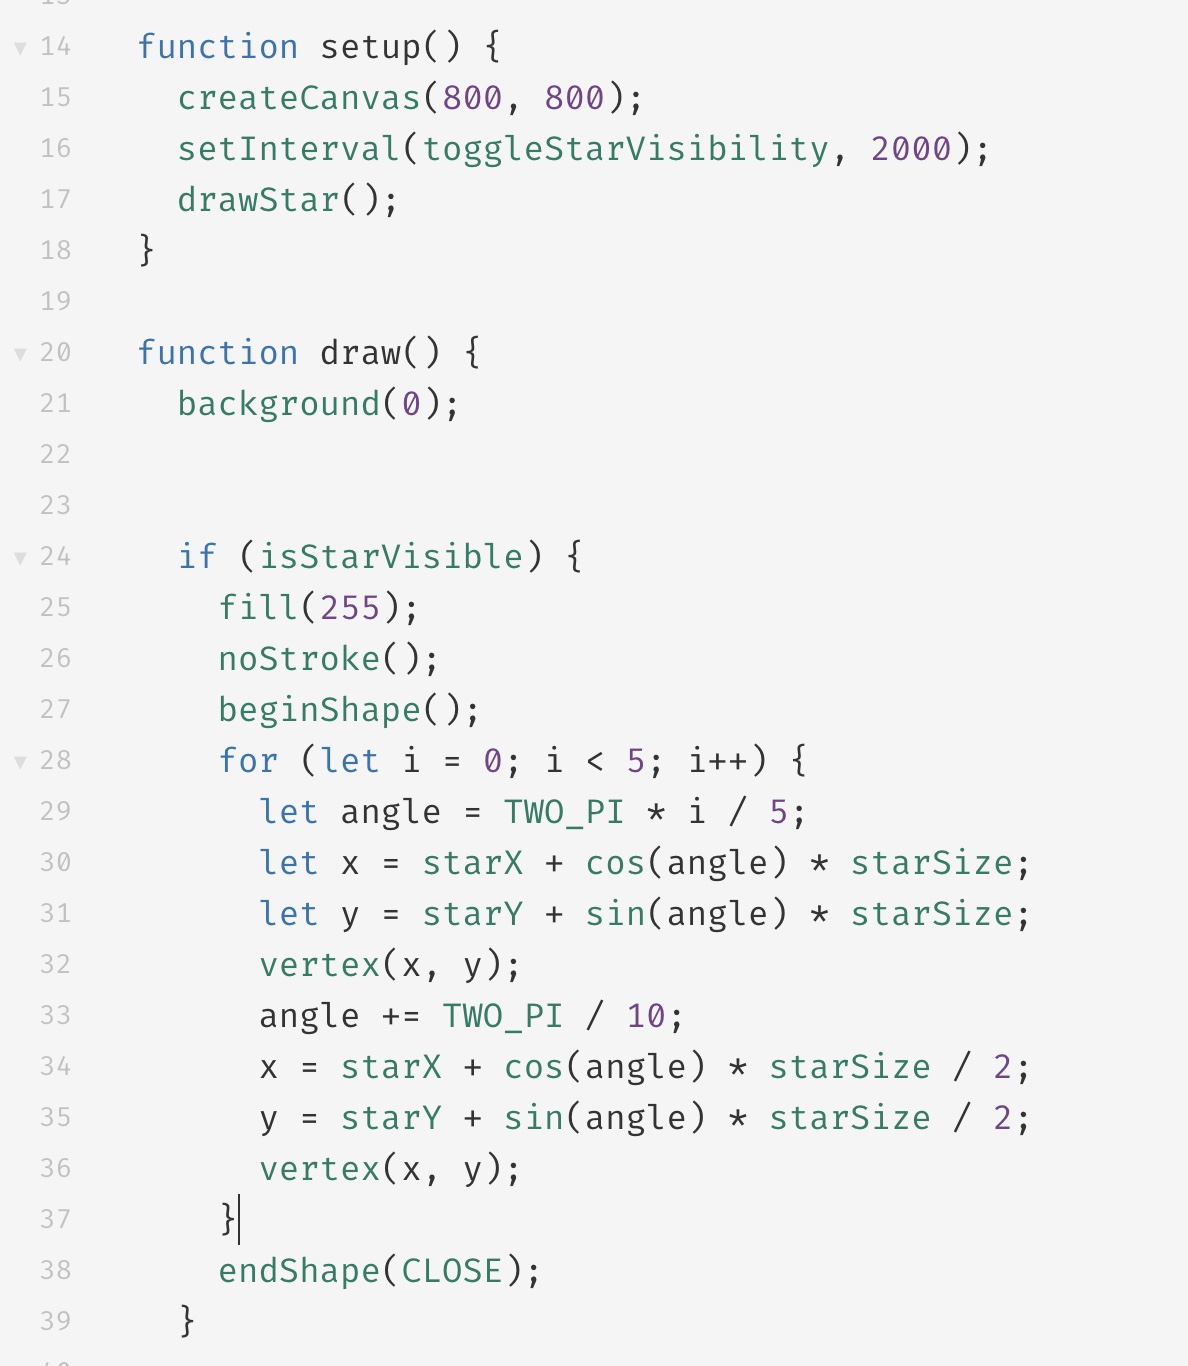 14 function setup() {
15 createCanvas(800, 800);
16 setInterval(toggleStarVisibility, 2000);
17 drawStar();
18 }
19
20 function draw() {
21 background(0);
22
23
24 if (isStarVisible) {
25 fill(255);
26 noStroke();
27 beginShape();
28 for (let i = 0; i < 5; i++) {
29 let angle = TWO_PI * i / 5;
30 let x = starX + cos(angle) * starSize;
31 let y = starY + sin(angle) * starSize;
32 vertex(x, y);
33 angle += TWO_PI / 10;
34 x = starX + cos(angle) * starSize / 2;
35 y = starY + sin(angle) * starSize / 2;
36 vertex(x, y);
37 }
38 endShape(CLOSE);
39 }